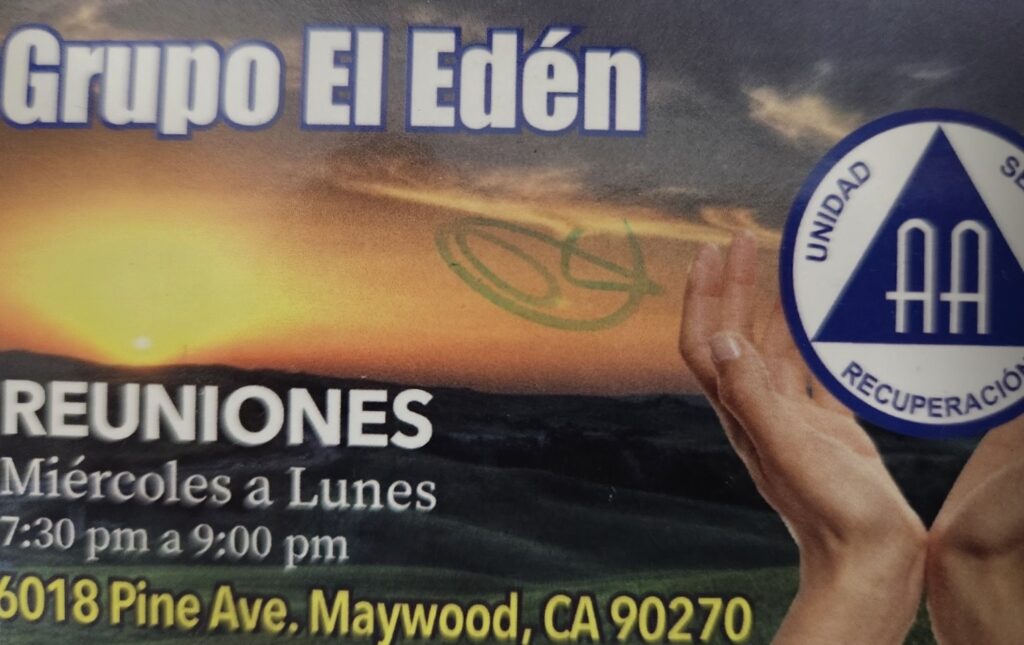 Grupo El Edén
UNIDAD
AA
RECUPERACIÓN
REUNIONES
Miércoles a Lunes
7:30 pm a 9:00 pm
6018 Pine Ave. Maywood, CA 90270